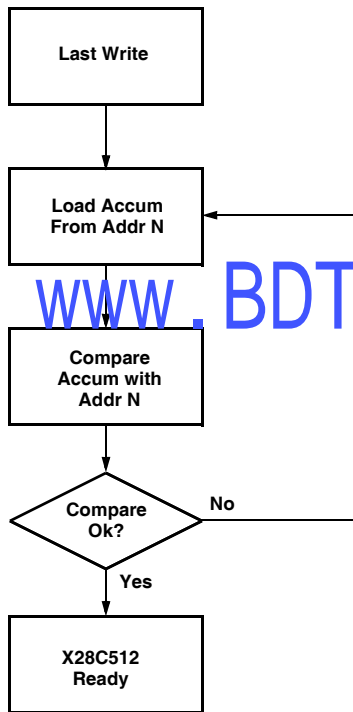 Last Write
Load Accum
From Addr N
WWW.BDT
Compare
Accum with
Addr N
Compare
Ok?
No
Yes
X28C512
Ready